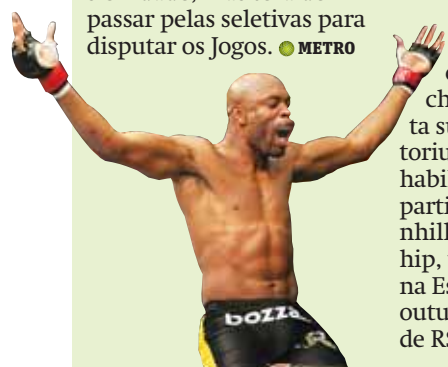 passar pelas seletivas para
disputar os Jogos. METRO
ch
ta su
toriu
habil
parti
nhill
hip,
na Es
outu
de R$
bozza